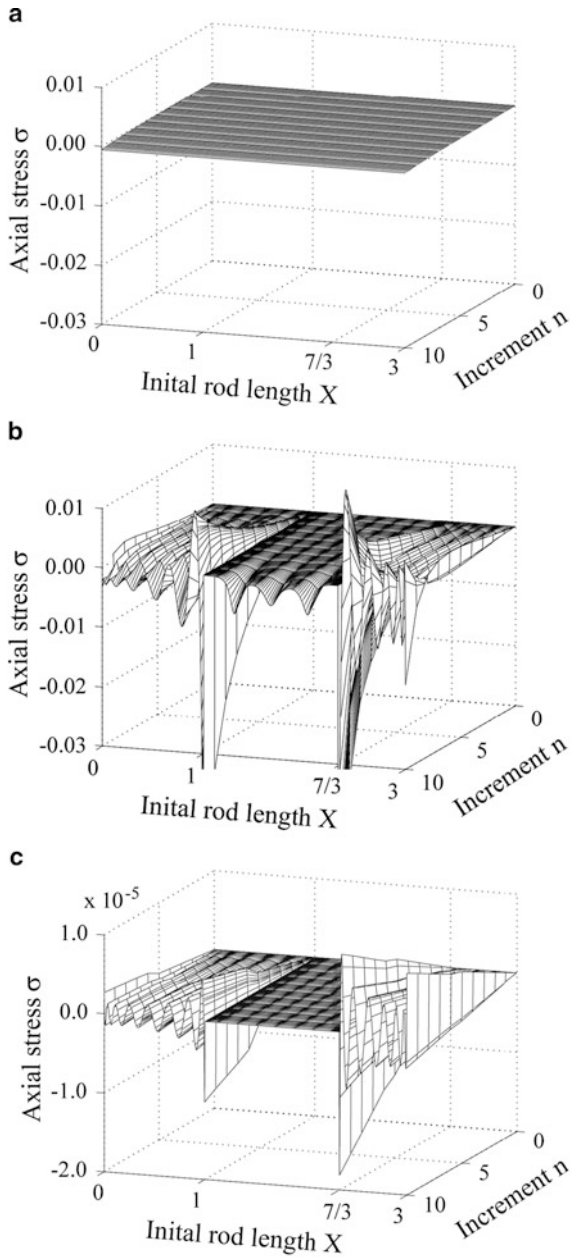 a
0.01
0.00
-0.01
-0.02
-0.03
Axial stress σ
0
1
7/3
3
Inital rod length X
10
5
0
Increment n
b
0.01
0.00
-0.01
-0.02
-0.03
Axial stress σ
0
1
7/3
3
Inital rod length X
10
5
0
Increment n
c
x 10-5
1.0
0.0
-1.0
-2.0
Axial stress σ
0
1
7/3
3
Inital rod length X
10
5
0
Increment n